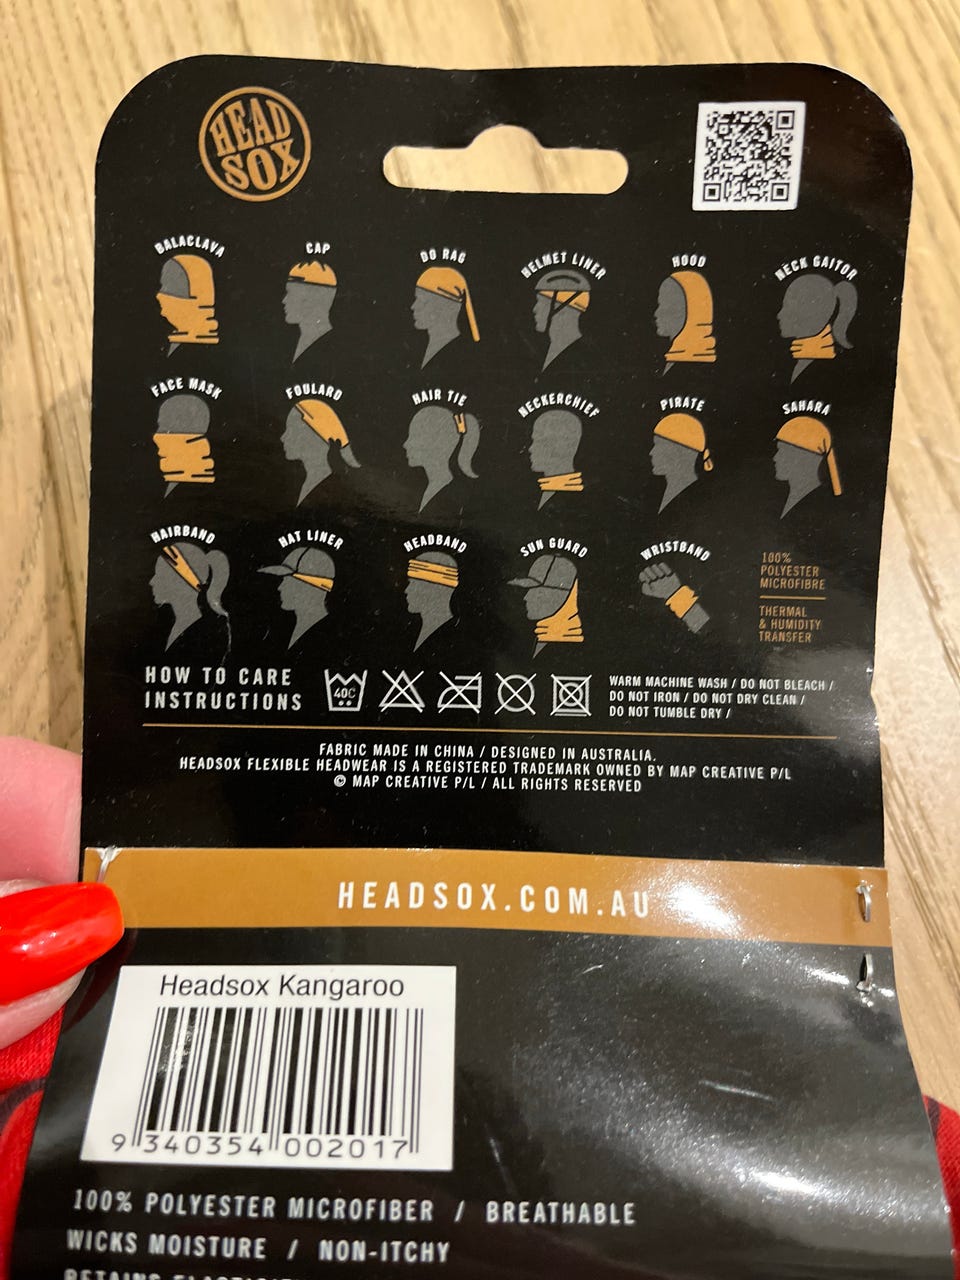 HEAD
SOX
BALACLAVA
CAP
DO RAG
HELMET LINER
HOOD
NECK GAITOR
FACE MASK
FOULARD
HAIR TIE
NECKERCHIEF
PIRATE
SAHARA
HAIRBAND
HAT LINER
HEADBAND
SUN GUARD
WRISTBAND
100%
POLYESTER
MICROFIBRE
THERMAL
& HUMIDITY
TRANSFER
HOW TO CARE
INSTRUCTIONS
40C
WARM MACHINE WASH / DO NOT BLEACH /
DO NOT IRON / DO NOT DRY CLEAN /
DO NOT TUMBLE DRY /
FABRIC MADE IN CHINA / DESIGNED IN AUSTRALIA.
HEADSOX FLEXIBLE HEADWEAR IS A REGISTERED TRADEMARK OWNED BY MAP CREATIVE P/L
© MAP CREATIVE P/L / ALL RIGHTS RESERVED
HEADSOX.COM.AU
Headsox Kangaroo
9 340354 002017
100% POLYESTER MICROFIBER / BREATHABLE
WICKS MOISTURE / NON-ITCHY
RETAINS